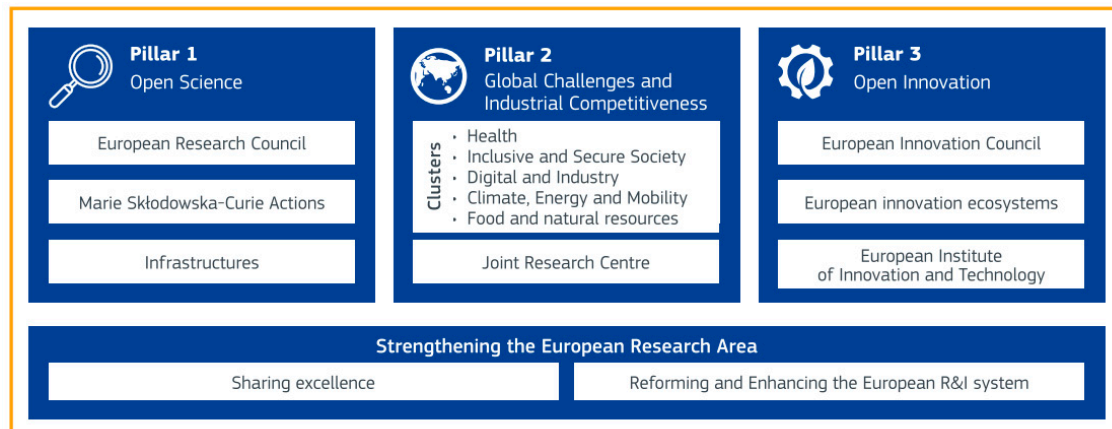 Pillar 1
Open Science
European Research Council
Marie Skłodowska-Curie Actions
Infrastructures
Pillar 2
Global Challenges and
Industrial Competitiveness
Clusters
· Health
· Inclusive and Secure Society
· Digital and Industry
· Climate, Energy and Mobility
· Food and natural resources
Joint Research Centre
Pillar 3
Open Innovation
European Innovation Council
European innovation ecosystems
European Institute
of Innovation and Technology
Strengthening the European Research Area
Sharing excellence
Reforming and Enhancing the European R&I system